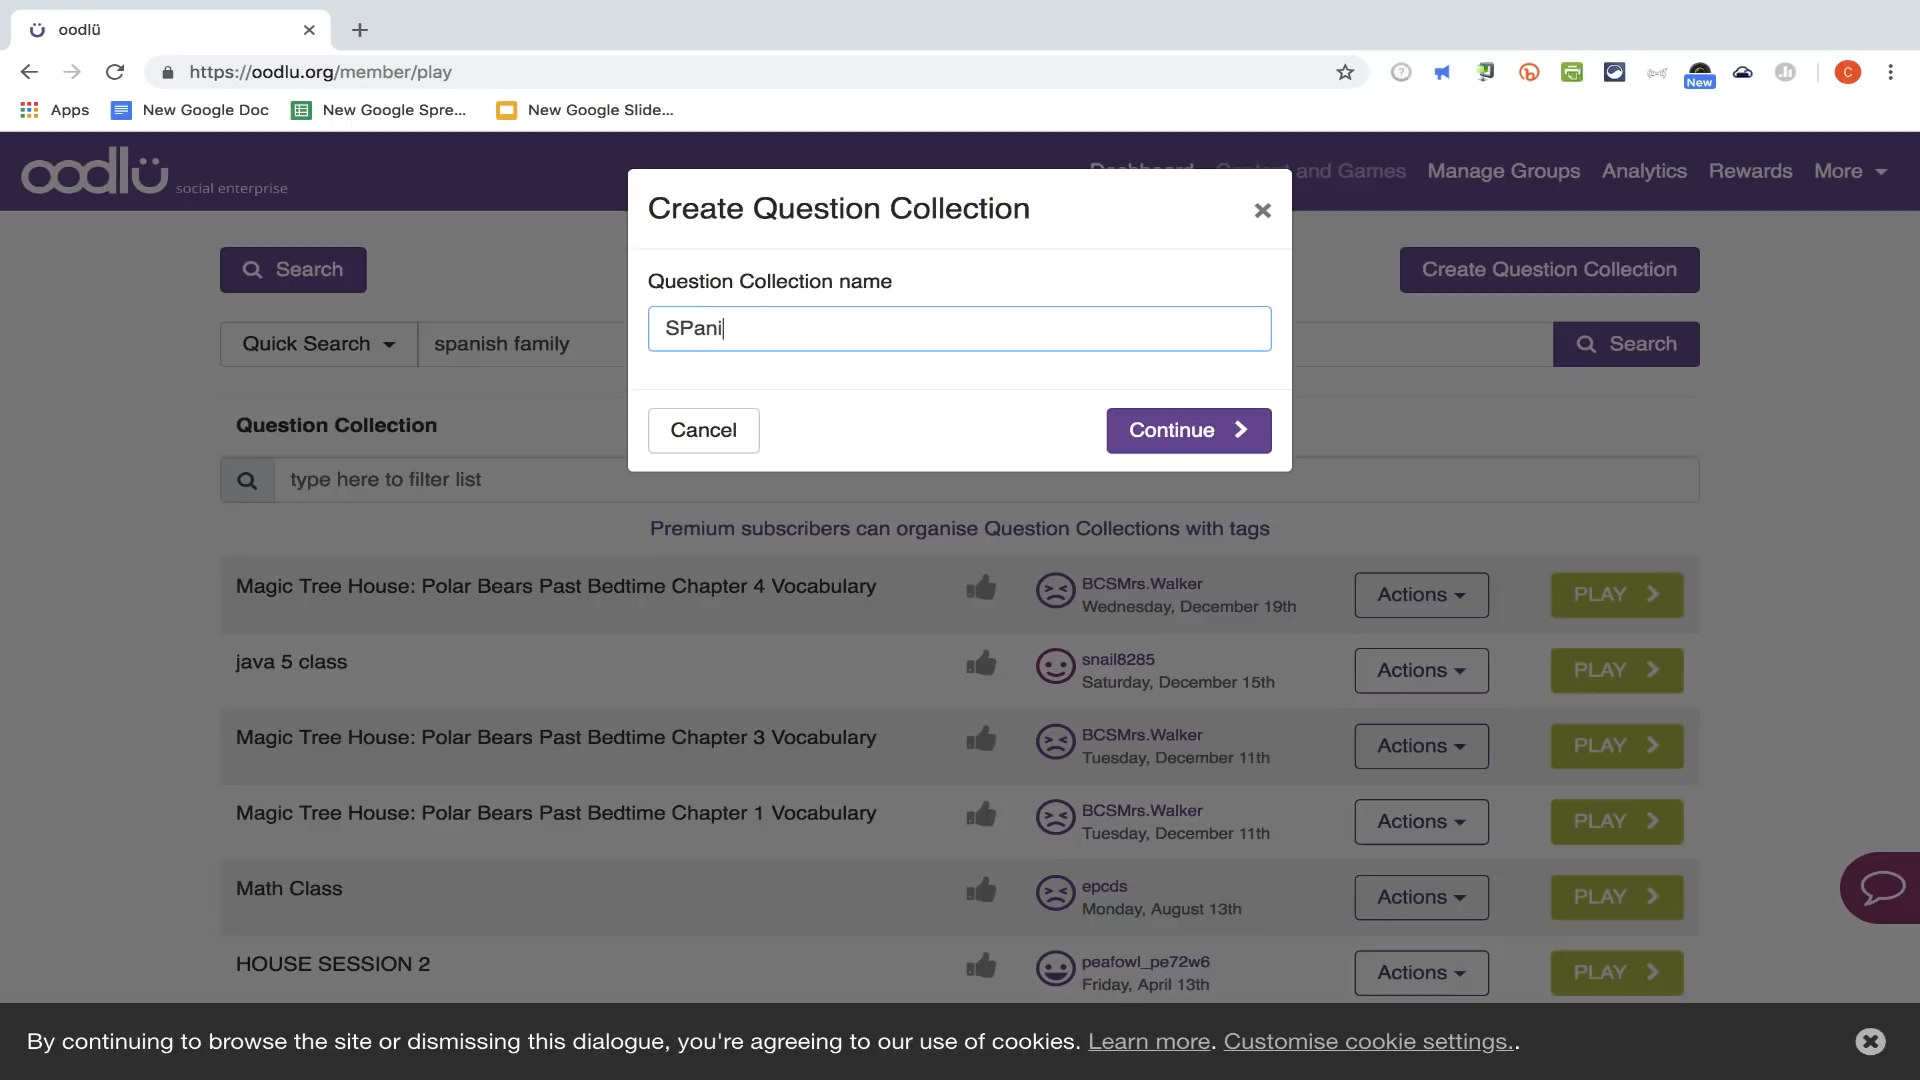 oodlü
https://oodlu.org/member/play
New
C
Apps
New Google Doc
New Google Spre...
New Google Slide...
oodlü social enterprise
Dashboard
Content and Games
Manage Groups
Analytics
Rewards
More
Create Question Collection
Search
Question Collection name
Create Question Collection
SPani
Quick Search
spanish family
Search
Cancel
Continue
Question Collection
type here to filter list
Premium subscribers can organise Question Collections with tags
Magic Tree House: Polar Bears Past Bedtime Chapter 4 Vocabulary
BCSMrs.Walker
Wednesday, December 19th
Actions
PLAY
java 5 class
snail8285
Saturday, December 15th
Actions
PLAY
Magic Tree House: Polar Bears Past Bedtime Chapter 3 Vocabulary
BCSMrs.Walker
Tuesday, December 11th
Actions
PLAY
Magic Tree House: Polar Bears Past Bedtime Chapter 1 Vocabulary
BCSMrs.Walker
Tuesday, December 11th
Actions
PLAY
Math Class
epcds
Monday, August 13th
Actions
PLAY
HOUSE SESSION 2
peafowl_pe72w6
Friday, April 13th
Actions
PLAY
By continuing to browse the site or dismissing this dialogue, you're agreeing to our use of cookies. Learn more. Customise cookie settings..